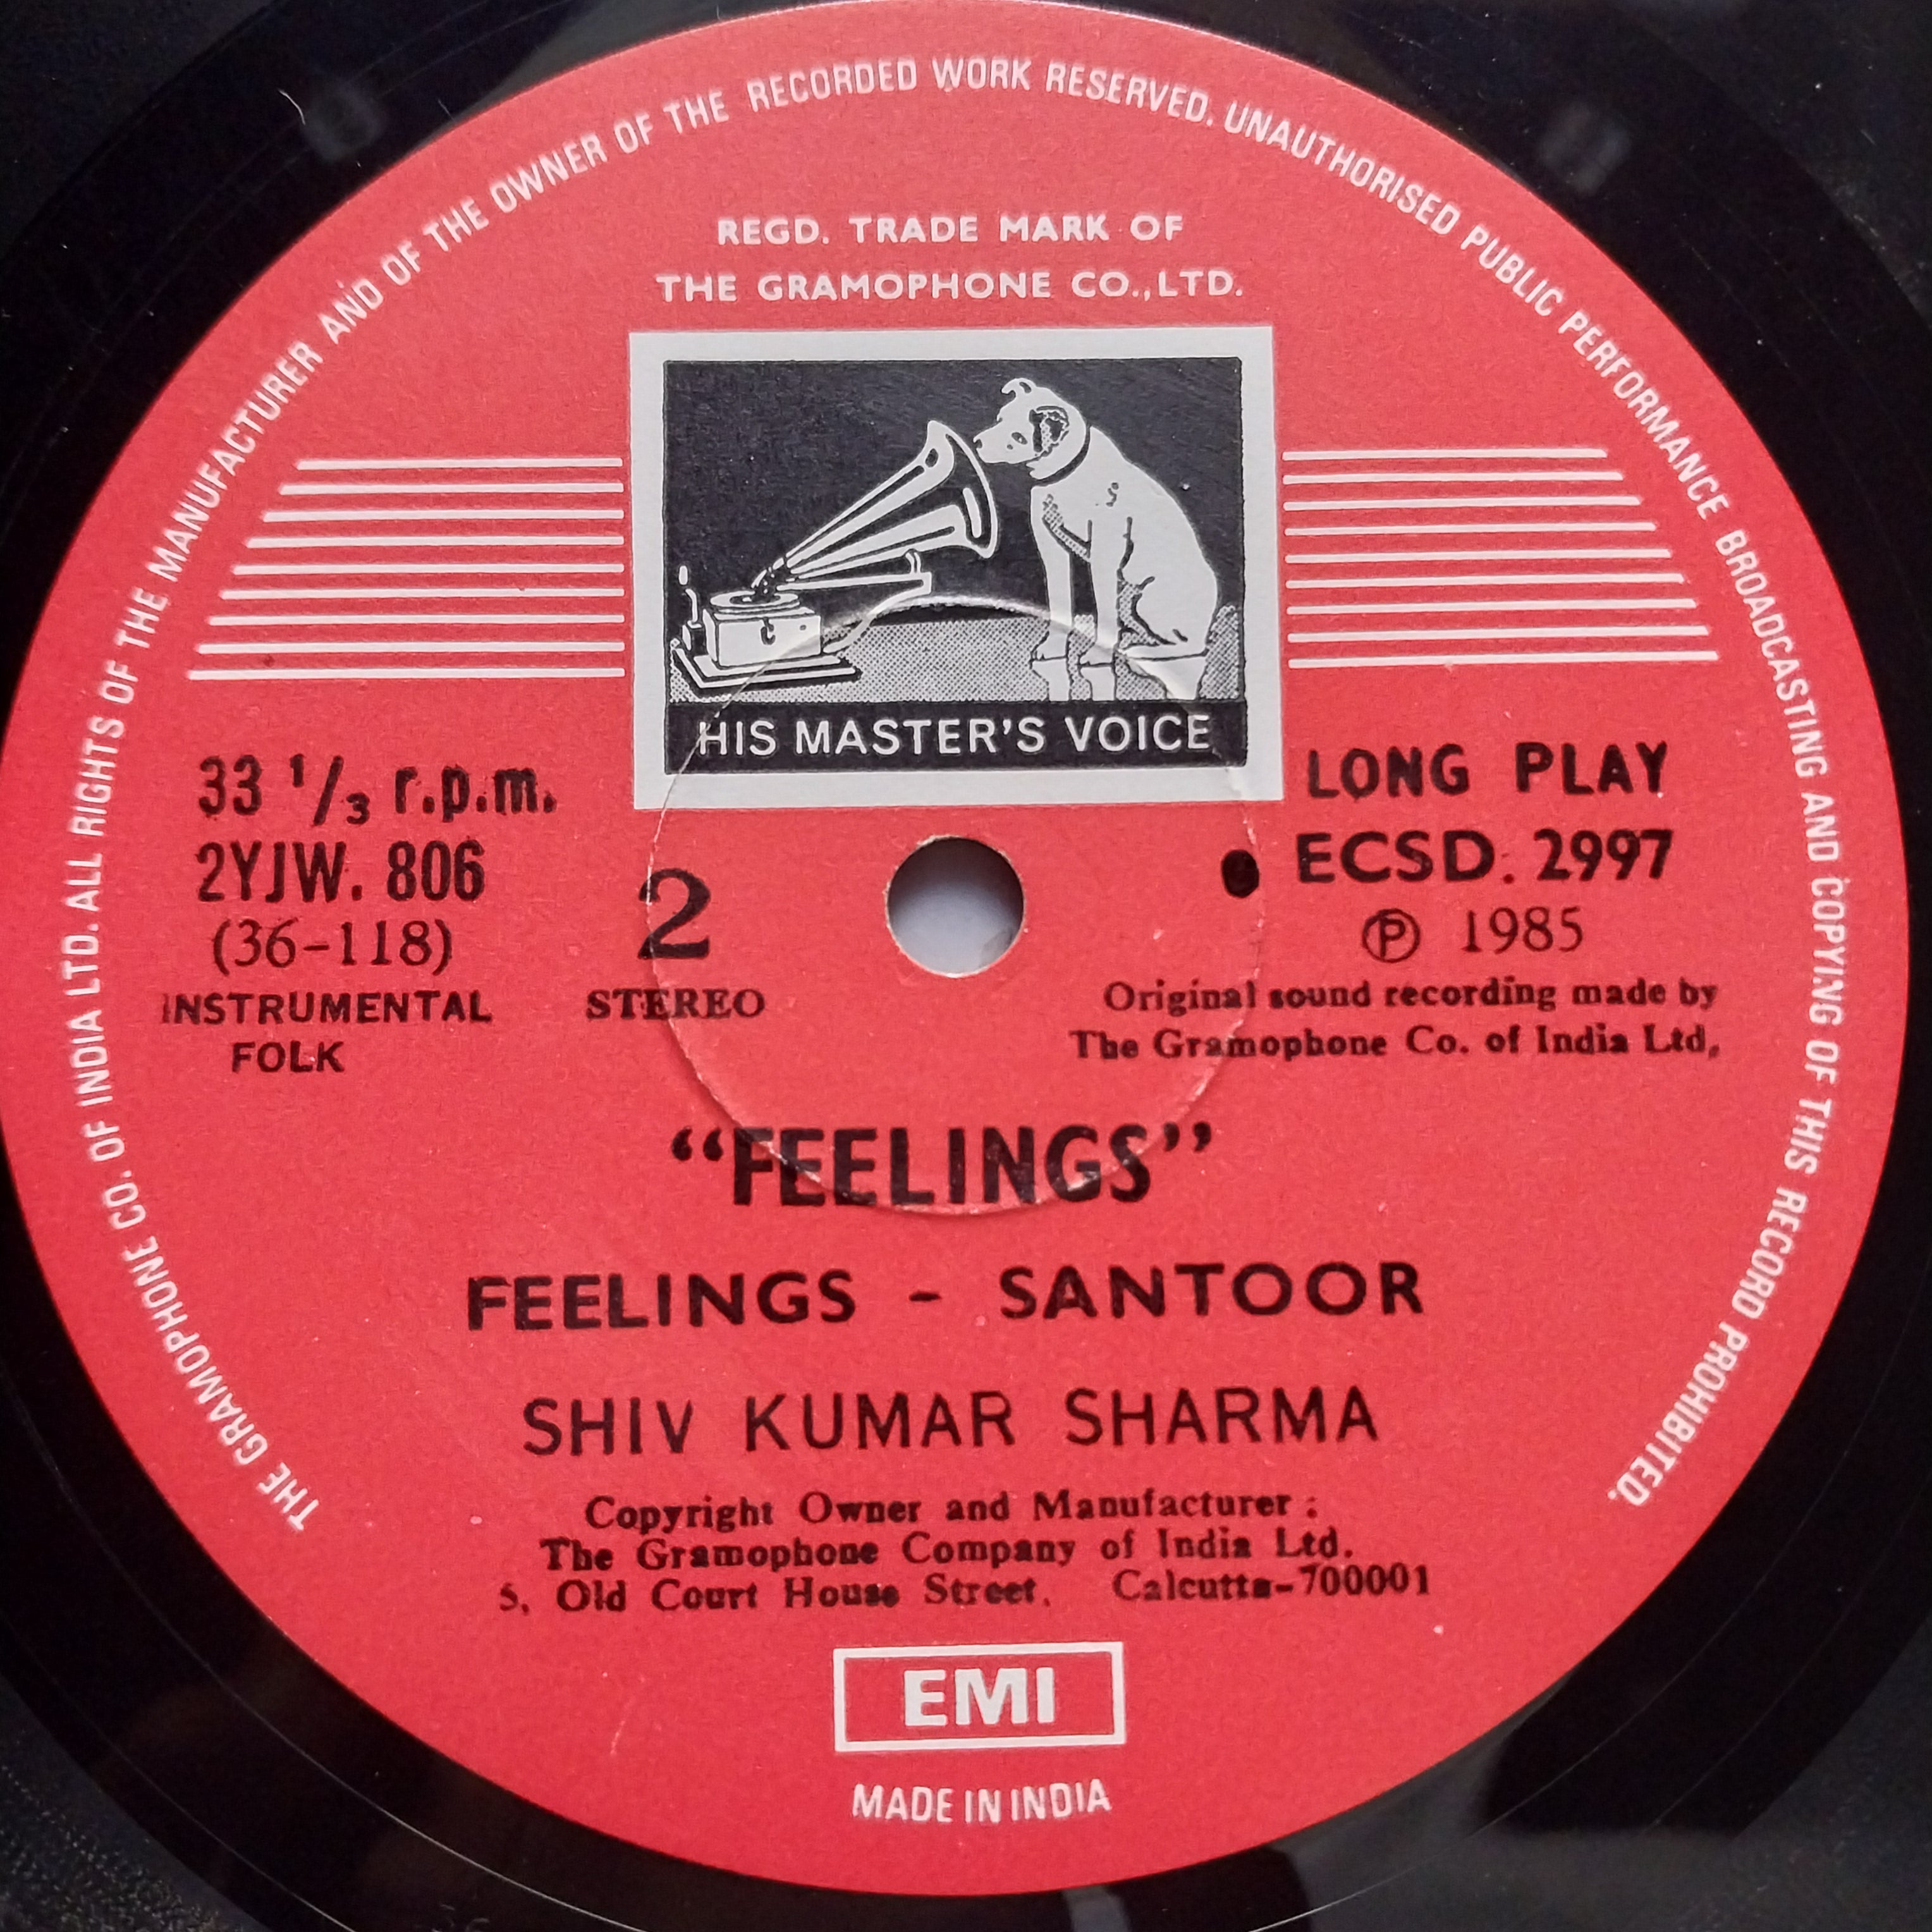 THE GRAMOPHONE CO. OF INDIA LTD. ALL RIGHTS OF THE MANUFACTURER AND OF THE OWNER OF THE RECORDED WORK RESERVED. UNAUTHORISED PUBLIC PERFORMANCE BROADCASTING AND COPYING OF THIS RECORD PROHIBITED.
REGD. TRADE MARK OF
THE GRAMOPHONE CO.,LTD.
HIS MASTER'S VOICE
33 1/3 r.p.m.
2YJW. 806
(36-118)
INSTRUMENTAL
FOLK
2
STEREO
LONG PLAY
● ECSD. 2997
℗ 1985
Original sound recording made by
The Gramophone Co. of India Ltd,
“FEELINGS”
FEELINGS - SANTOOR
SHIV KUMAR SHARMA
Copyright Owner and Manufacturer :
The Gramophone Company of India Ltd.
5, Old Court House Street. Calcutta-700001
EMI
MADE IN INDIA